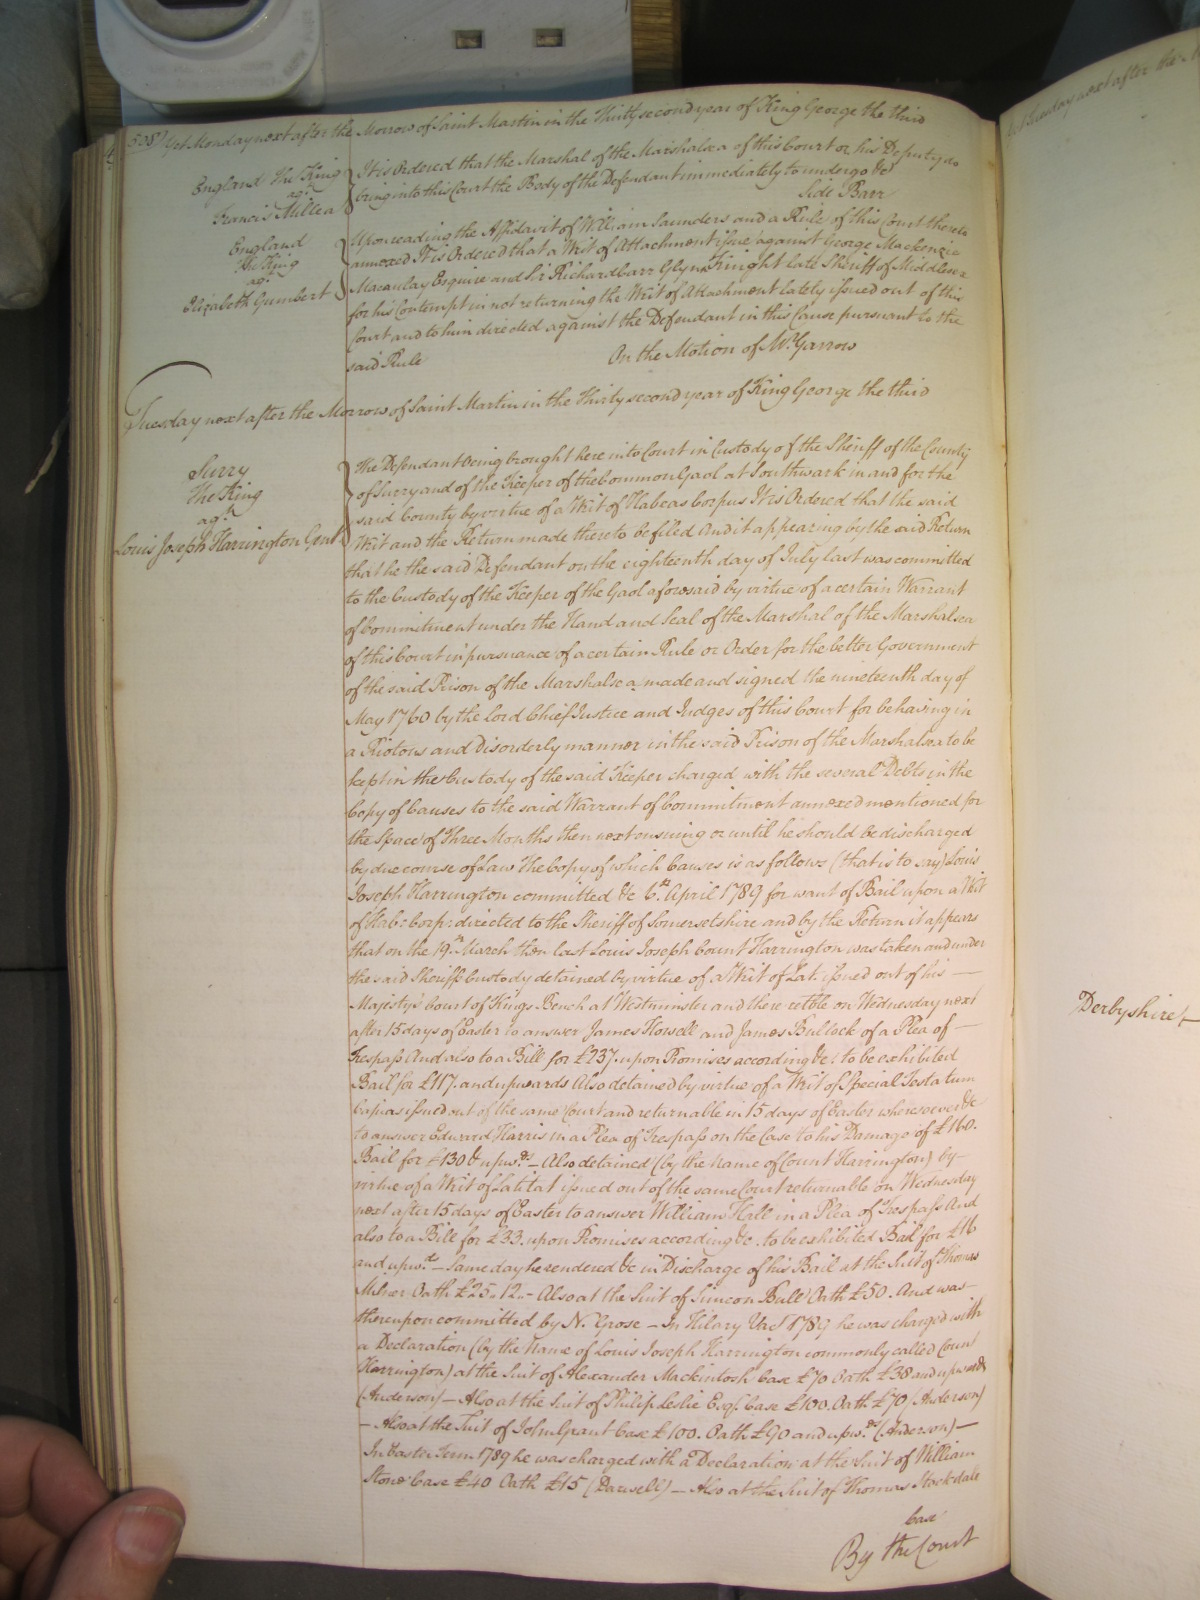 508) Yet Monday next after the Morrow of Saint Martin in the Thirty second year of King George the third
England The King
agt
Francis Millea
It is Ordered that the Marshal of the Marshalsea of this Court or his Deputy do
bring into this Court the Body of the Defendant immediately to undergo &c
Side Barr
England
The King
agt
Elizabeth Gumbert
Upon reading the Affidavit of William Saunders and a Rule of this Court thereto
annexed It is Ordered that a Writ of Attachment issue against George Mackenzie
Macaulay Esquire and Sir Richard Carr Glyn Knight late Sheriff of Middlesex
for his Contempt in not returning the Writ of Attachment lately issued out of this
Court and to him directed against the Defendant in this Cause pursuant to the
said Rule
On the Motion of Mr. Garrow
Tuesday next after the Morrow of Saint Martin in the Thirty second year of King George the third
Surry
The King
agt
Louis Joseph Harrington Gent
The Defendant being brought here into Court in Custody of the Sheriff of the County
of Surry and of the Keeper of the Common Gaol at Southwark in and for the
said County by virtue of a Writ of Habeas Corpus It is Ordered that the said
Writ and the Return made thereto be filed And it appearing by the said Return
that he the said Defendant on the eighteenth day of July last was committed
to the Custody of the Keeper of the Gaol aforesaid by virtue of a certain Warrant
of Commitment under the Hand and Seal of the Marshal of the Marshalsea
of this Court in pursuance of a certain Rule or Order for the better Government
of the said Prison of the Marshalsea made and signed the nineteenth day of
May 1760 by the Lord Chief Justice and Judges of this Court for behaving in
a Riotous and disorderly manner in the said Prison of the Marshalsea to be
kept in the Custody of the said Keeper charged with the several Debts in the
Copy of Causes to the said Warrant of Commitment annexed mentioned for
the Space of Three Months then next ensuing or until he should be discharged
by due course of Law The Copy of which Causes is as follows (that is to say) Louis
Joseph Harrington committed &c 6th April 1789 for want of Bail upon a Writ
of Hab: Corp: directed to the Sheriff of Somersetshire and by the Return it appears
that on the 19th March then last Louis Joseph Count Harrington was taken and under
the said Sheriffs Custody detained by virtue of a Writ of Lat. issued out of his —
Majesty's Court of Kings Bench at Westminster and there retble on Wednesday next
after 15 days of Easter to answer James Howell and James Bullock of a Plea of —
Trespass And also to a Bill for £237. upon Promises according &c. to be exhibited
Bail for £117. and upwards Also detained by virtue of a Writ of Special Testatum
Capias issued out of the same Court and returnable in 15 days of Easter wheresoever &c
to answer Edward Harris in a Plea of Trespass on the Case to his Damage of £160.
Bail for £130 & upwds — Also detained (by the Name of Count Harrington) by —
virtue of a Writ of Latitat issued out of the same Court returnable on Wednesday
next after 15 days of Easter to answer William Hall in a Plea of Trespass And
also to a Bill for £33. upon Promises according &c. to be exhibited Bail for £16
and upwds — Same day he rendered &c in Discharge of his Bail at the Suit of Thomas
Milner Oath £25. 12. — Also at the Suit of Simeon Bull Oath £50. And was —
thereupon committed by N. Grose — In Hilary Vacn 1789 he was charged with
a Declaration (by the Name of Louis Joseph Harrington commonly called Count
Harrington) at the Suit of Alexander Mackintosh Case £70 Oath £38 and upwards
(Anderson) — Also at the Suit of Philip Leslie Esqr. Case £100. Oath £70 (Anderson)
— Also at the Suit of John Grant Case £100. Oath £90 and upwds (Anderson) —
In Easter Term 1789 he was charged with a Declaration at the Suit of William
Stone Case £40 Oath £15 (Dawsell) — Also at the Suit of Thomas Stockdale
Case
By the Court
Derbyshire